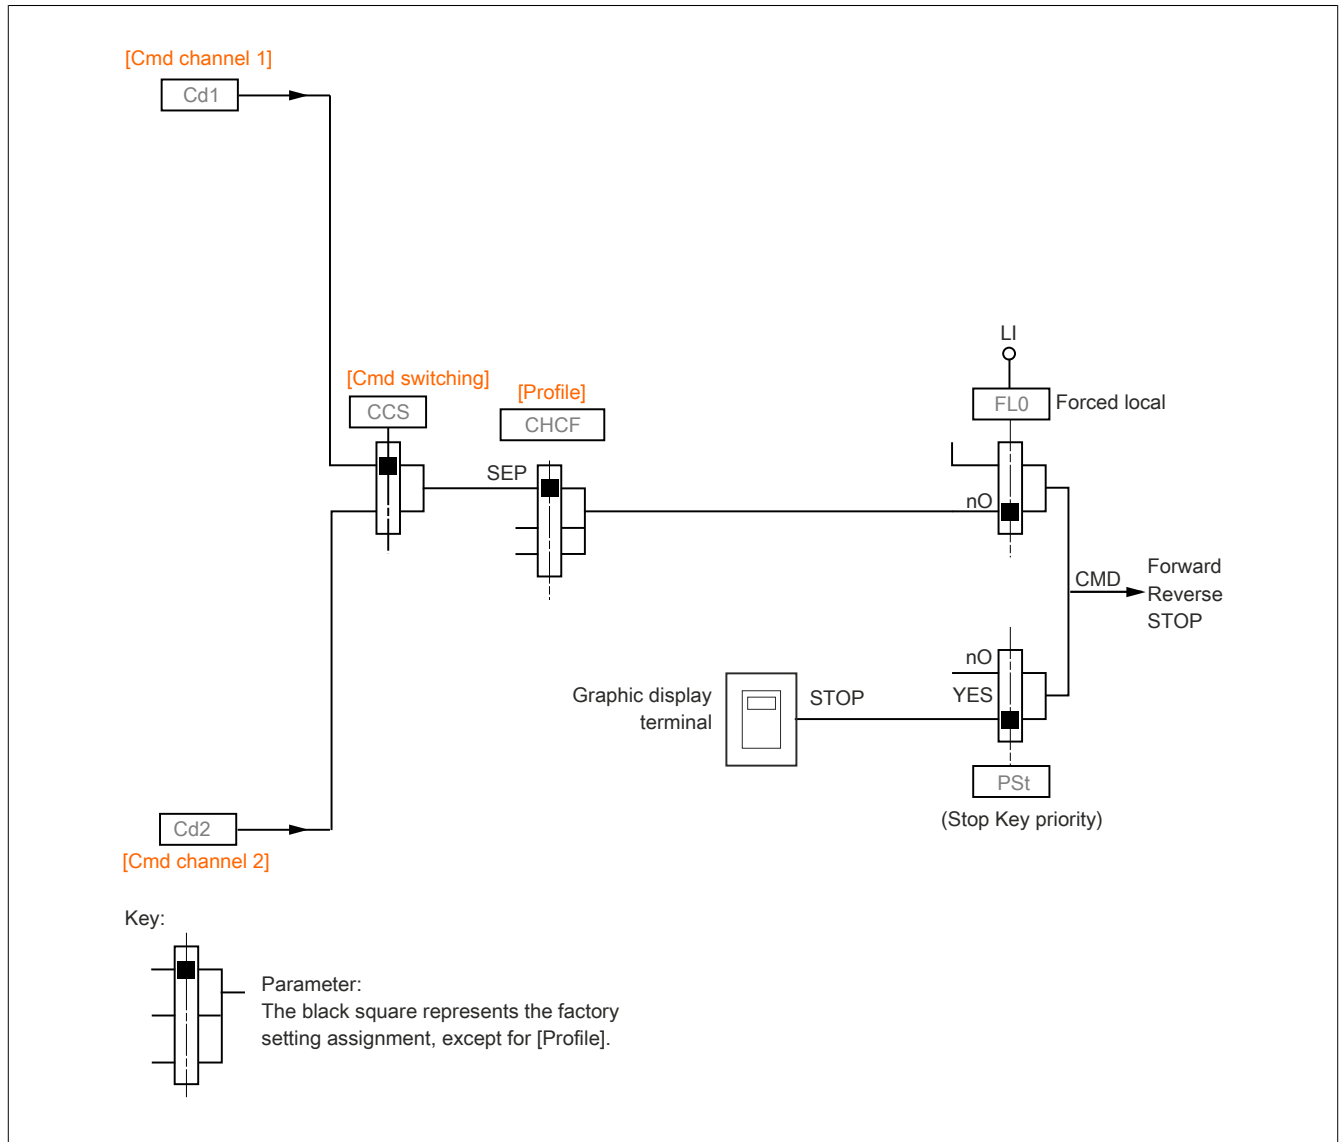 [Cmd channel 1]
Cd1
LI
[Cmd switching]
[Profile]
CCS
FL0
Forced local
CHCF
SEP
nO
CMD
Forward
Reverse
STOP
nO
Graphic display
terminal
STOP
YES
PSt
(Stop Key priority)
Cd2
[Cmd channel 2]
Key:
Parameter:
The black square represents the factory
setting assignment, except for [Profile].